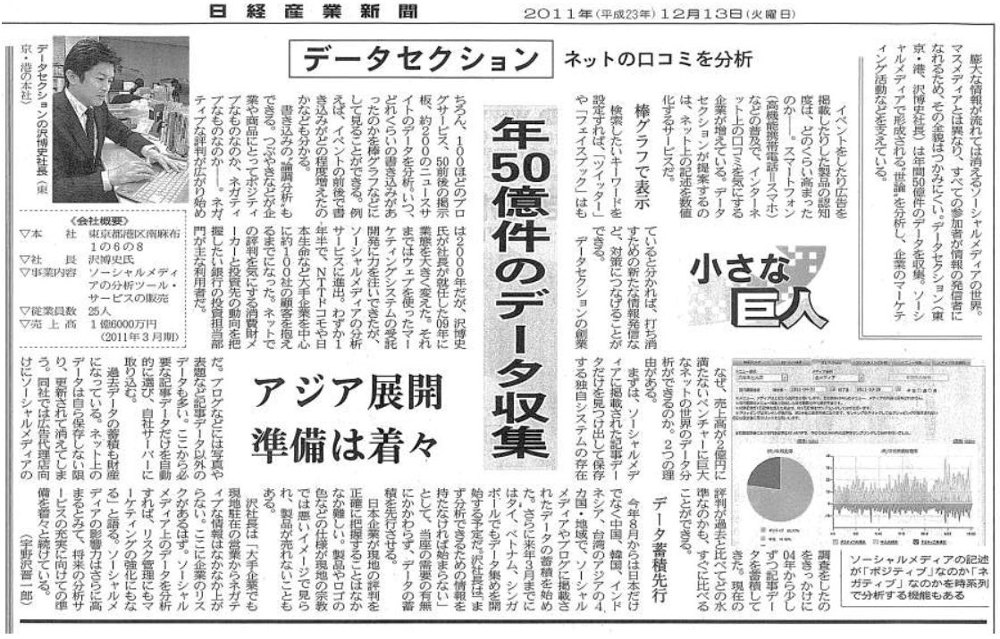 日経産業新聞
2011年(平成23年)12月13日(火曜日)
データセクション
ネットの口コミを分析
膨大な情報が流れては消えるソーシャルメディアの世界。
マスメディアとは異なり、すべての参加者が情報の発信者に
なれるため、その全貌はつかみにくい。データセクション(東
京・港、沢博史社長)は年間50億件のデータを収集。ソーシ
ャルメディアで形成される“世論”を分析し、企業のマーケテ
ィング活動などを支えている。
年50億件のデータ収集
小さな
巨人
アジア展開
準備は着々
イベントをしたり広告を
掲載したりした製品の認知
度は、どのくらい高まった
のか――。スマートフォン
(高機能携帯電話=スマホ)
などの普及で、インターネ
ット上の口コミを気にする
企業が増えている。データ
セクションが提案するの
は、ネット上の記述を数値
化するサービスだ。
棒グラフで表示
検索したいキーワードを
設定すれば、「ツイッター」
や「フェイスブック」はも
ちろん、100ほどのブロ
グサービス、50前後の掲示
板、約200のニュースサ
イトのデータを分析。いつ、
どれくらいの書き込みがあ
ったのかを棒グラフなどに
して見ることができる。例
えば、イベントの前後で書
き込みがどの程度増えたの
かなども分かる。
書き込みの“論調分析”も
できる。つぶやきなどが企
業や商品にとってポジティ
ブなものなのか、ネガティ
ブなものなのか――。ネガ
ティブな評判が広がり始め
ていると分かれば、打ち消
すための新たな情報発信な
ど、対策につなげることが
できる。
データセクションの創業
は2000年だが、沢博史
氏が社長が就任した09年に
業態を大きく変えた。それ
まではウェブを使ったマー
ケティングシステムの受託
開発に力を注いできたが、
ソーシャルメディアの分析
サービスに進出。わずか1
年半で、NTTドコモや日
本生命など大手企業を中心
に約100社の顧客を抱え
るまでになった。ネットで
の評判を気にする消費財メ
ーカーと投資先の動向を把
握したい銀行の投資担当部
門が主な利用者だ。
なぜ、売上高が2億円に
満たないベンチャーに巨大
なネットの世界のデータ分
析ができるのか。2つの理
由がある。
まずは、ソーシャルメデ
ィアに掲載された記事デー
タだけを見つけ出して保存
する独自システムの存在
だ。ブログなどには写真や
表題など記事データ以外の
データも多い。ここから必
要な記事データだけを自動
的に選び、自社サーバーに
取り込む。
過去データの蓄積も財産
になっている。ネット上の
データは自ら保存しない限
り、更新されて消えてしま
う。同社では広告代理店向
けにソーシャルメディアの
調査をしたの
をきっかけに
04年から少し
ずつ記事デー
タを蓄積して
きた。現在の
評判が過去と比べてどの水
準なのかも、すぐに比べる
ことができる。
データ蓄積先行
今年8月からは日本だけ
でなく中国、韓国、インド
ネシア、台湾のアジアの4
カ国・地域で、ソーシャル
メディアやブログに掲載さ
れたデータの蓄積を始め
た。さらに来年3月までに
はタイ、ベトナム、シンガ
ポールでもデータ集めを開
始する予定だ。沢社長は「ま
ず分析できるための情報を
持たなければ始まらない」
として、当座の需要の有無
にかかわらず、データの蓄
積を先行させる。
日本企業が現地の評判を
正確に把握することはなか
なか難しい。製品やロゴの
色などの仕様が現地の宗教
では悪いイメージで見ら
れ、製品が売れないことも
ある。
沢社長は「大手企業でも
現地駐在の営業からネガテ
ィブな情報はなかなか上が
らない。ここに企業のリス
クがあるはず。ソーシャル
メディア上のデータを分析
すれば、リスク管理にもマ
ーケティングの強化にもな
る」と語る。ソーシャルメ
ディアの影響力はさらに高
まるとみて、将来の分析サ
ービスの充実に向けての準
備を着々と続けている。
(宇野沢晋一郎)
データセクションの沢博史社長(東
京・港の本社)
《会社概要》
▽本　社　東京都港区南麻布
1の6の8
▽社　長　沢博史氏
▽事業内容　ソーシャルメディ
アの分析ツール・
サービスの販売
▽従業員数　25人
▽売上高　1億6000万円
(2011年3月期)
ソーシャルメディアの記述
が「ポジティブ」なのか「ネ
ガティブ」なのかを時系列
で分析する機能もある